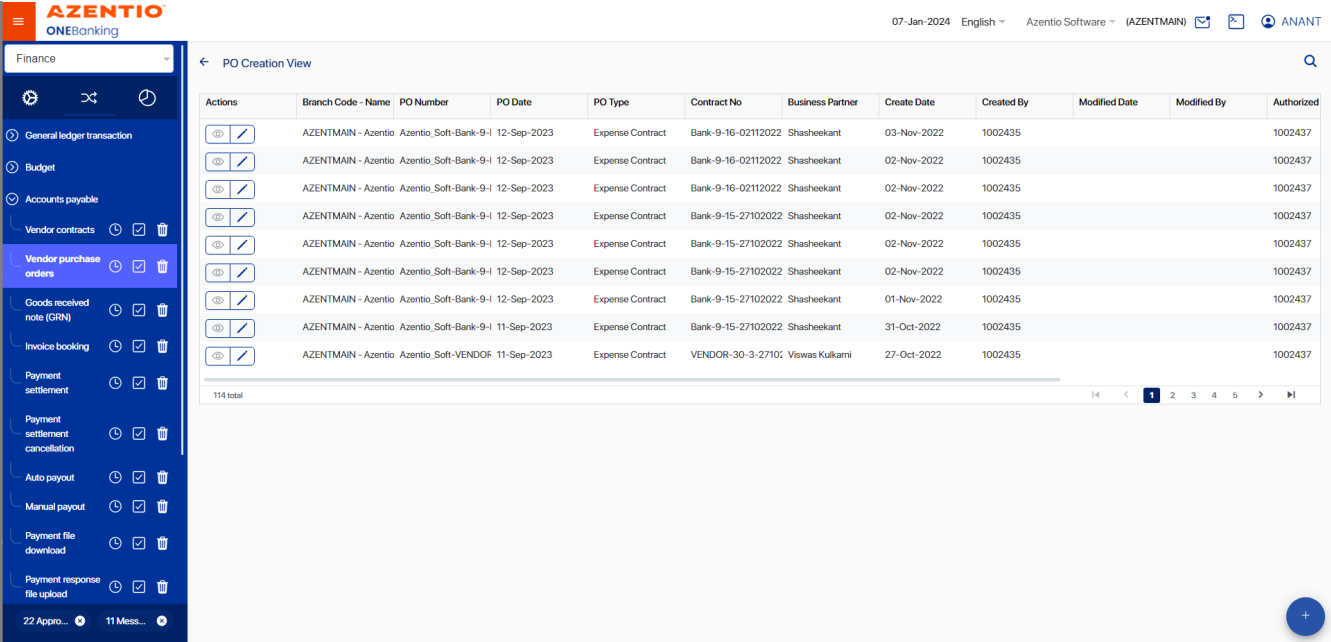 AZENTIO
ONEBanking
07-Jan-2024 English Azentio Software (AZENTMAIN) ANANT
Finance
General ledger transaction
Budget
Accounts payable
Vendor contracts
Vendor purchase
orders
Goods received
note (GRN)
Invoice booking
Payment
settlement
Payment
settlement
cancellation
Auto payout
Manual payout
Payment file
download
Payment response
file upload
22 Appro... 11 Mess...
PO Creation View
Actions Branch Code - Name PO Number PO Date PO Type Contract No Business Partner Create Date Created By Modified Date Modified By Authorized
AZENTMAIN - Azentio Azentio_Soft-Bank-9- 12-Sep-2023 Expense Contract Bank-9-16-02112022 Shasheekant 03-Nov-2022 1002435 1002437
AZENTMAIN - Azentio Azentio_Soft-Bank-9- 12-Sep-2023 Expense Contract Bank-9-16-02112022 Shasheekant 02-Nov-2022 1002435 1002437
AZENTMAIN - Azentio Azentio_Soft-Bank-9- 12-Sep-2023 Expense Contract Bank-9-16-02112022 Shasheekant 02-Nov-2022 1002435 1002437
AZENTMAIN - Azentio Azentio_Soft-Bank-9- 12-Sep-2023 Expense Contract Bank-9-15-27102022 Shasheekant 02-Nov-2022 1002435 1002437
AZENTMAIN - Azentio Azentio_Soft-Bank-9- 12-Sep-2023 Expense Contract Bank-9-15-27102022 Shasheekant 02-Nov-2022 1002435 1002437
AZENTMAIN - Azentio Azentio_Soft-Bank-9- 12-Sep-2023 Expense Contract Bank-9-15-27102022 Shasheekant 02-Nov-2022 1002435 1002437
AZENTMAIN - Azentio Azentio_Soft-Bank-9- 12-Sep-2023 Expense Contract Bank-9-15-27102022 Shasheekant 01-Nov-2022 1002435 1002437
AZENTMAIN - Azentio Azentio_Soft-Bank-9- 11-Sep-2023 Expense Contract Bank-9-15-27102022 Shasheekant 31-Oct-2022 1002435 1002437
AZENTMAIN - Azentio Azentio_Soft-VENDOR 11-Sep-2023 Expense Contract VENDOR-30-3-2710 Viswas Kulkarni 27-Oct-2022 1002435 1002437
114 total 1 2 3 4 5